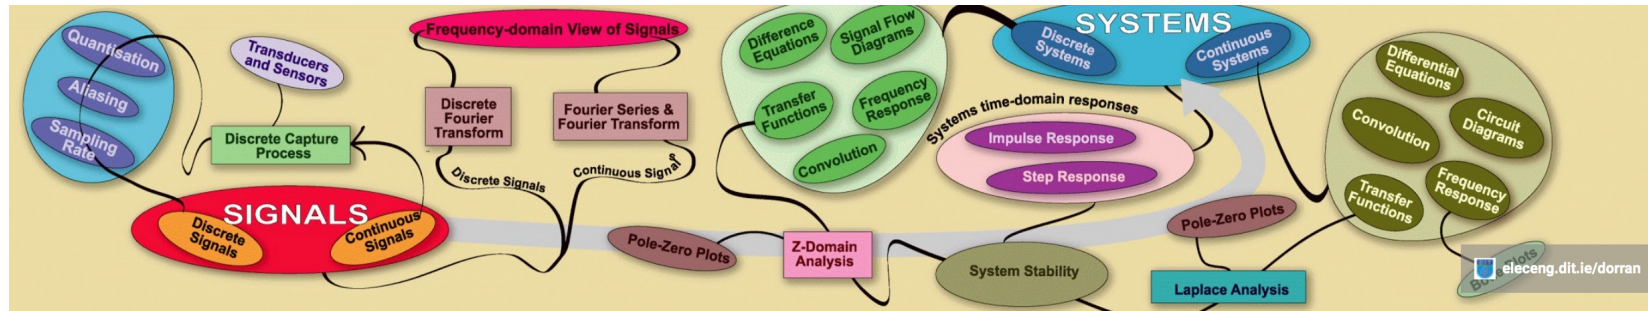 Quantisation
Aliasing
Sampling
Rate
Transducers
and Sensors
Discrete Capture
Process
SIGNALS
Discrete
Signals
Continuous
Signals
Frequency-domain View of Signals
Discrete
Fourier
Transform
Fourier Series &
Fourier Transform
Discrete Signals
Continuous Signals
Pole-Zero Plots
Z-Domain
Analysis
Difference
Equations
Signal Flow
Diagrams
Transfer
Functions
Frequency
Response
Convolution
SYSTEMS
Discrete
Systems
Continuous
Systems
Systems time-domain responses
Impulse Response
Step Response
System Stability
Pole-Zero Plots
Laplace Analysis
Differential
Equations
Convolution
Circuit
Diagrams
Transfer
Functions
Frequency
Response
Bode Plots
eleceng.dit.ie/dorran